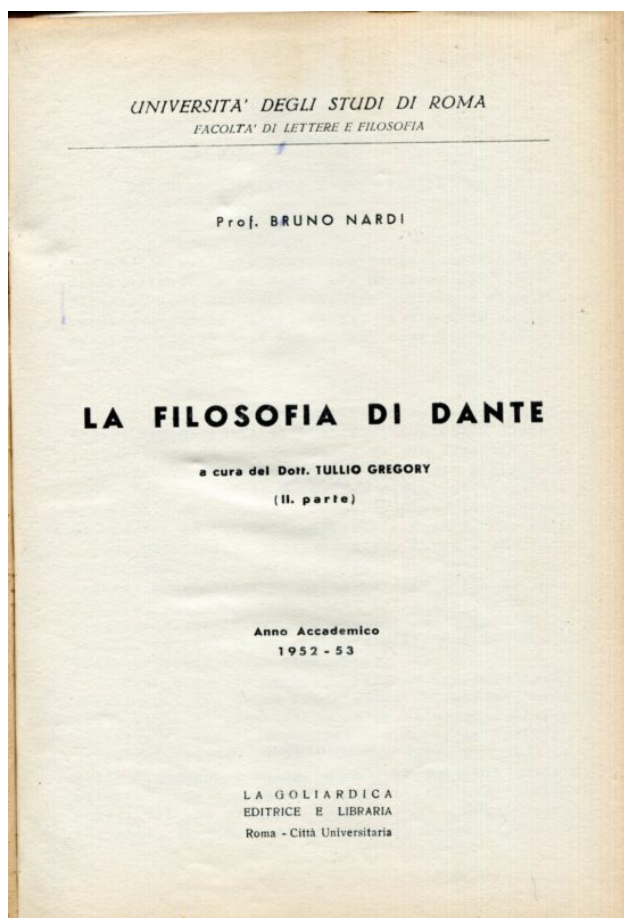 UNIVERSITA' DEGLI STUDI DI ROMA
FACOLTA' DI LETTERE E FILOSOFIA
Prof. BRUNO NARDI
LA FILOSOFIA DI DANTE
a cura del Dott. TULLIO GREGORY
(II. parte)
Anno Accademico
1952-53
LA GOLIARDICA
EDITRICE E LIBRARIA
Roma - Città Universitaria